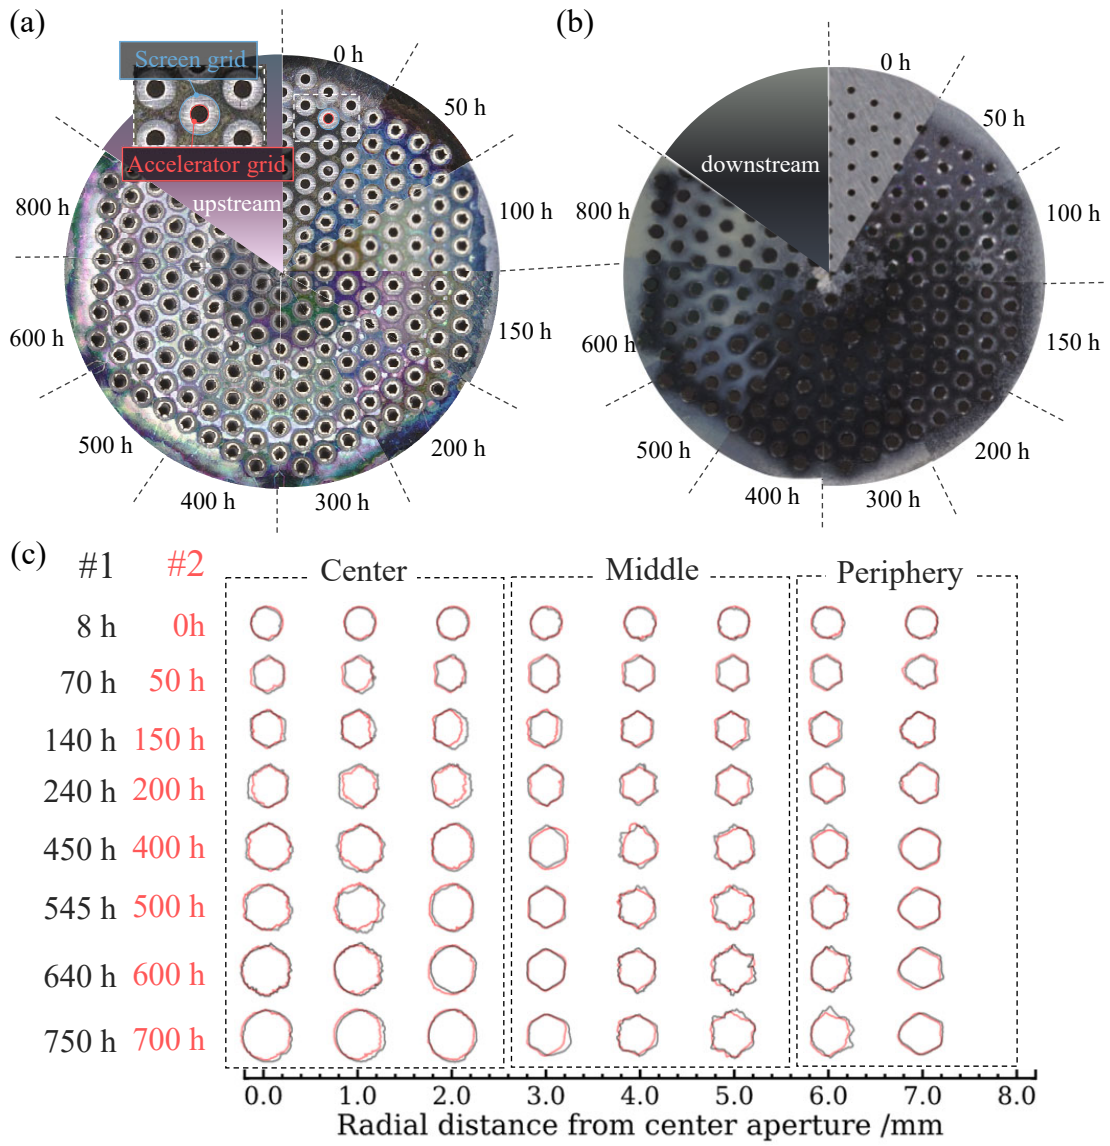 (a)
Screen grid
Accelerator grid
upstream
0 h
50 h
100 h
150 h
200 h
300 h
400 h
500 h
600 h
800 h
(b)
downstream
0 h
50 h
100 h
150 h
200 h
300 h
400 h
500 h
600 h
800 h
(c)
#1 #2 Center Middle Periphery
8 h 0h
70 h 50 h
140 h 150 h
240 h 200 h
450 h 400 h
545 h 500 h
640 h 600 h
750 h 700 h
0.0 1.0 2.0 3.0 4.0 5.0 6.0 7.0 8.0
Radial distance from center aperture /mm